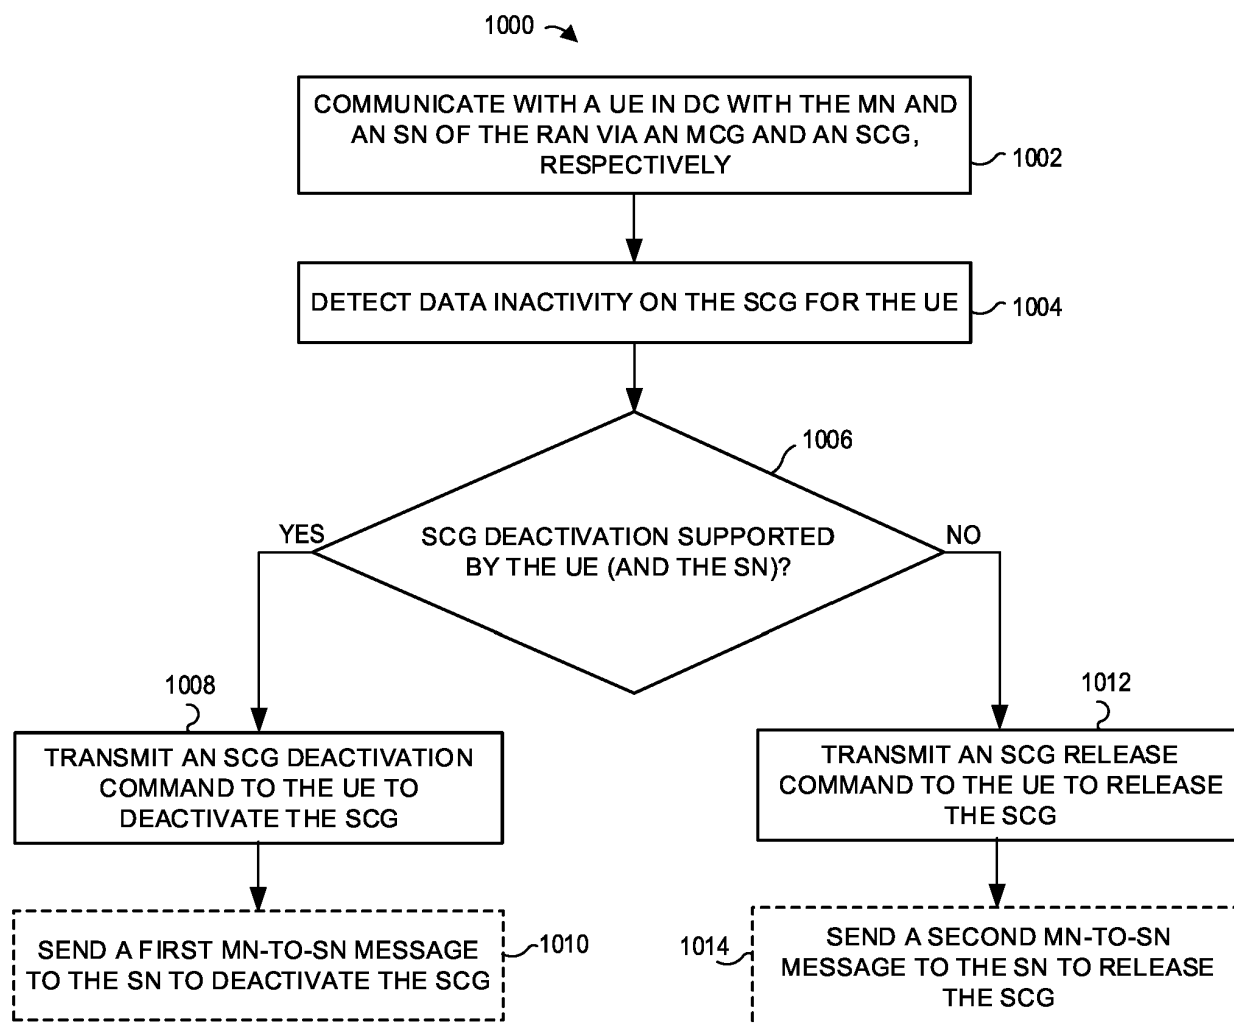 1000
COMMUNICATE WITH A UE IN DC WITH THE MN AND
AN SN OF THE RAN VIA AN MCG AND AN SCG,
RESPECTIVELY
1002
DETECT DATA INACTIVITY ON THE SCG FOR THE UE
1004
1006
SCG DEACTIVATION SUPPORTED
BY THE UE (AND THE SN)?
YES
NO
1008
TRANSMIT AN SCG DEACTIVATION
COMMAND TO THE UE TO
DEACTIVATE THE SCG
1012
TRANSMIT AN SCG RELEASE
COMMAND TO THE UE TO RELEASE
THE SCG
SEND A FIRST MN-TO-SN MESSAGE
TO THE SN TO DEACTIVATE THE SCG
1010
1014
SEND A SECOND MN-TO-SN
MESSAGE TO THE SN TO RELEASE
THE SCG